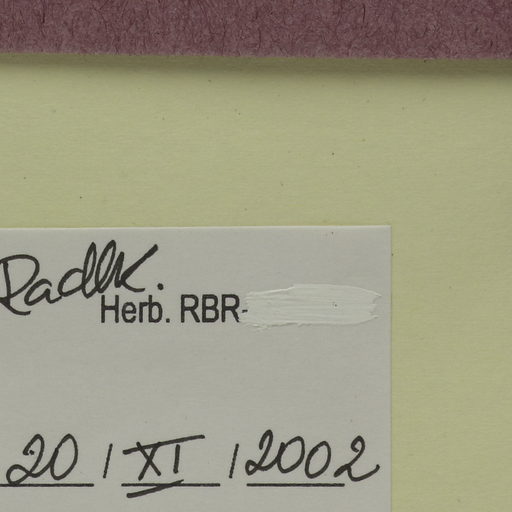 Radlk.
Herb. RBR-
20 / XI / 2002